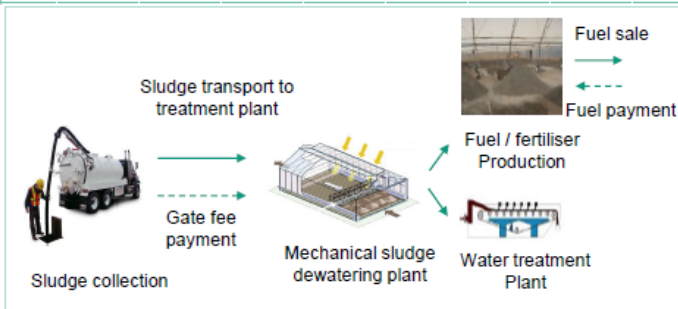 Fuel sale
Sludge transport to
treatment plant
Fuel payment
Fuel / fertiliser
Production
Gate fee
payment
Mechanical sludge
dewatering plant
Water treatment
Plant
Sludge collection